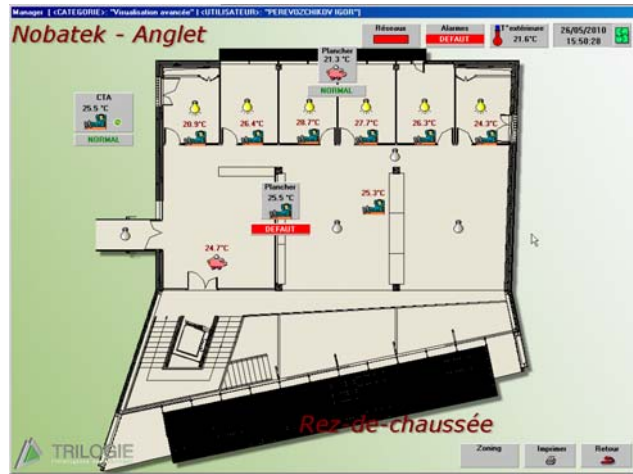 Manager [ <CATEGORIE>: "Visualisation avancée" | <UTILISATEUR>: "PEREVOZCHIKOV IGOR"]
Nobatek - Anglet
Réseaux
Alarmes
DEFAUT
T°extérieure
21.6°C
26/05/2010
15:50:28
Plancher
21.3 °C
NORMAL
CTA
25.5 °C
NORMAL
20.9°C
26.4°C
28.7°C
27.7°C
26.3°C
24.3°C
Plancher
25.5 °C
DEFAUT
25.3°C
24.7°C
Rez-de-chaussée
TRILOGIE
Zoning
Imprimer
Retour